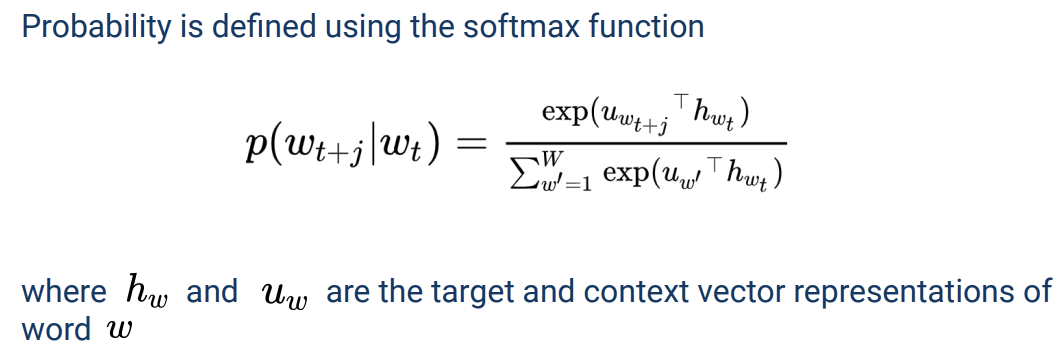 Probability is defined using the softmax function
p(w_{t+j}|w_t) = \frac{\exp(u_{w_{t+j}}^\top h_{w_t})}{\sum_{w'=1}^{W} \exp(u_{w'}^\top h_{w_t})}
where h_w and u_w are the target and context vector representations of
word w